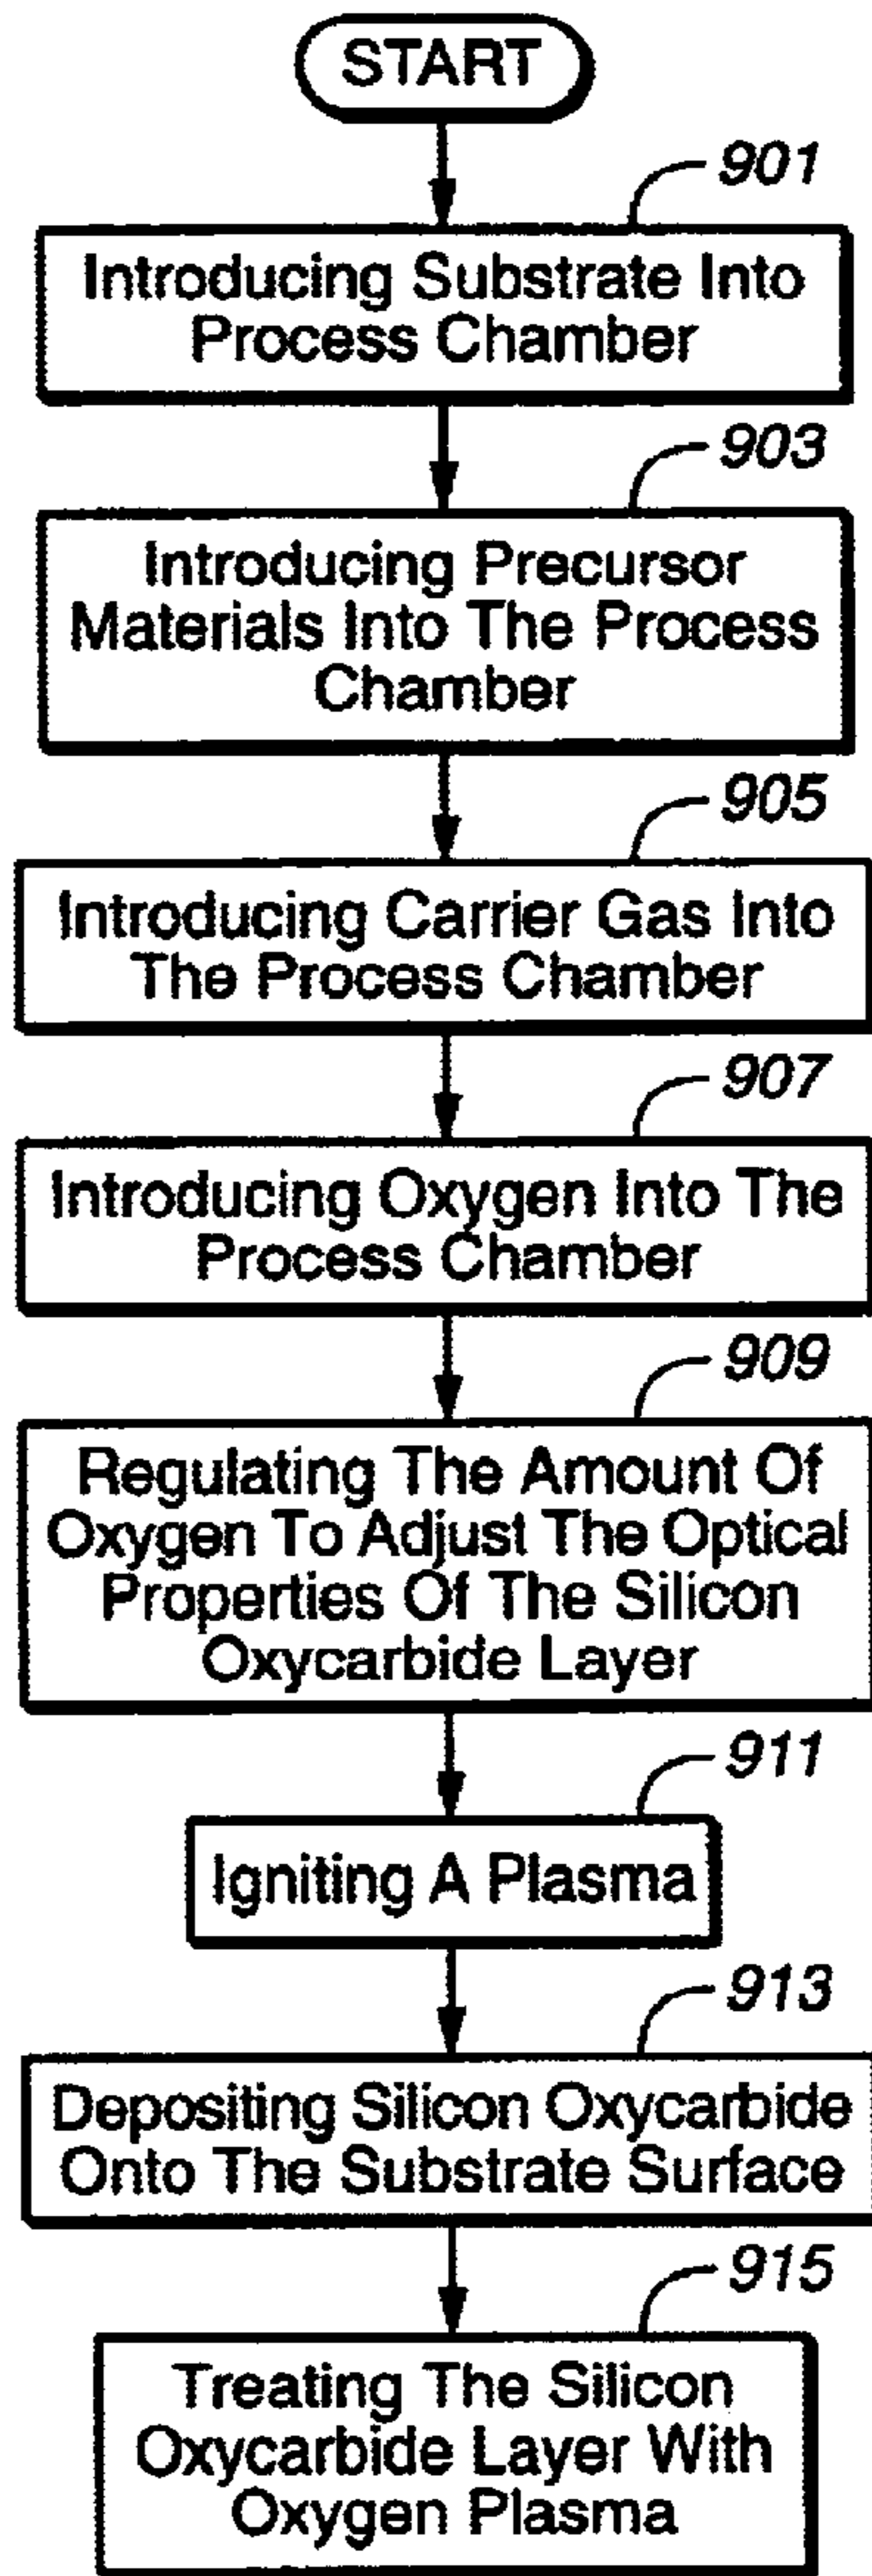 START
901
Introducing Substrate Into
Process Chamber
903
Introducing Precursor
Materials Into The Process
Chamber
905
Introducing Carrier Gas Into
The Process Chamber
907
Introducing Oxygen Into The
Process Chamber
909
Regulating The Amount Of
Oxygen To Adjust The Optical
Properties Of The Silicon
Oxycarbide Layer
911
Igniting A Plasma
913
Depositing Silicon Oxycarbide
Onto The Substrate Surface
915
Treating The Silicon
Oxycarbide Layer With
Oxygen Plasma